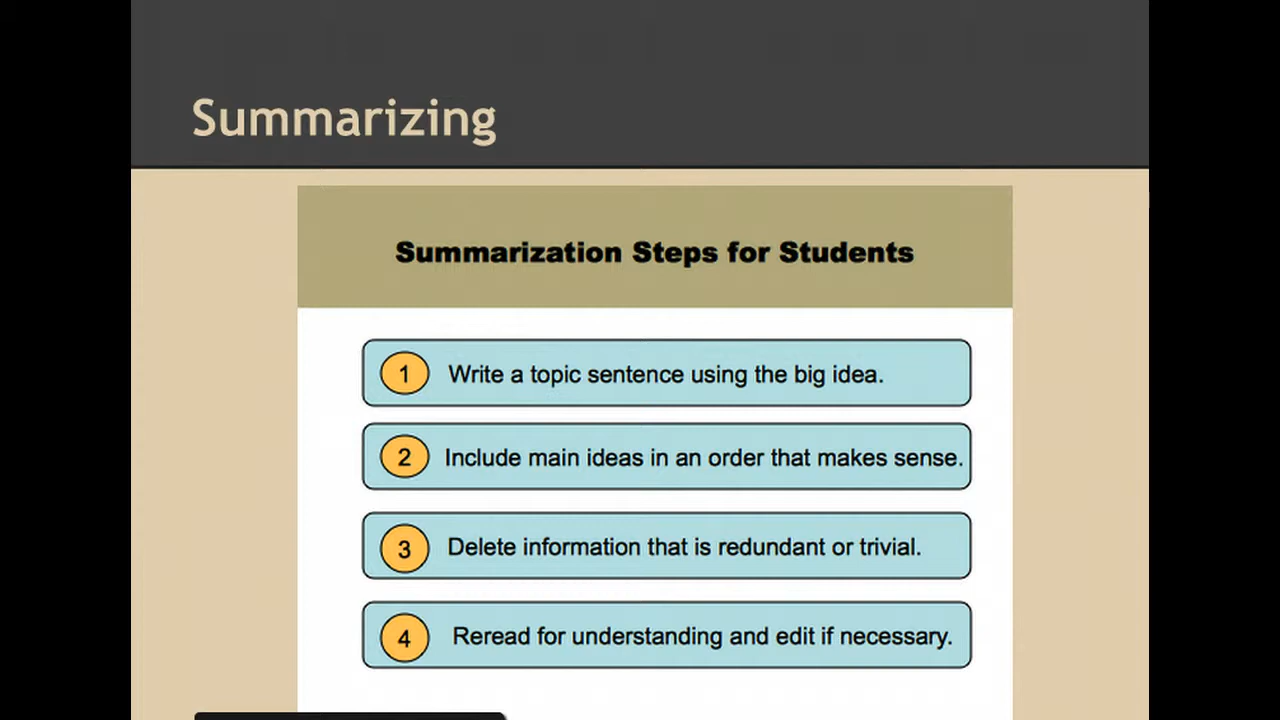 Summarizing
Summarization Steps for Students
1 Write a topic sentence using the big idea.
2 Include main ideas in an order that makes sense.
3 Delete information that is redundant or trivial.
4 Reread for understanding and edit if necessary.